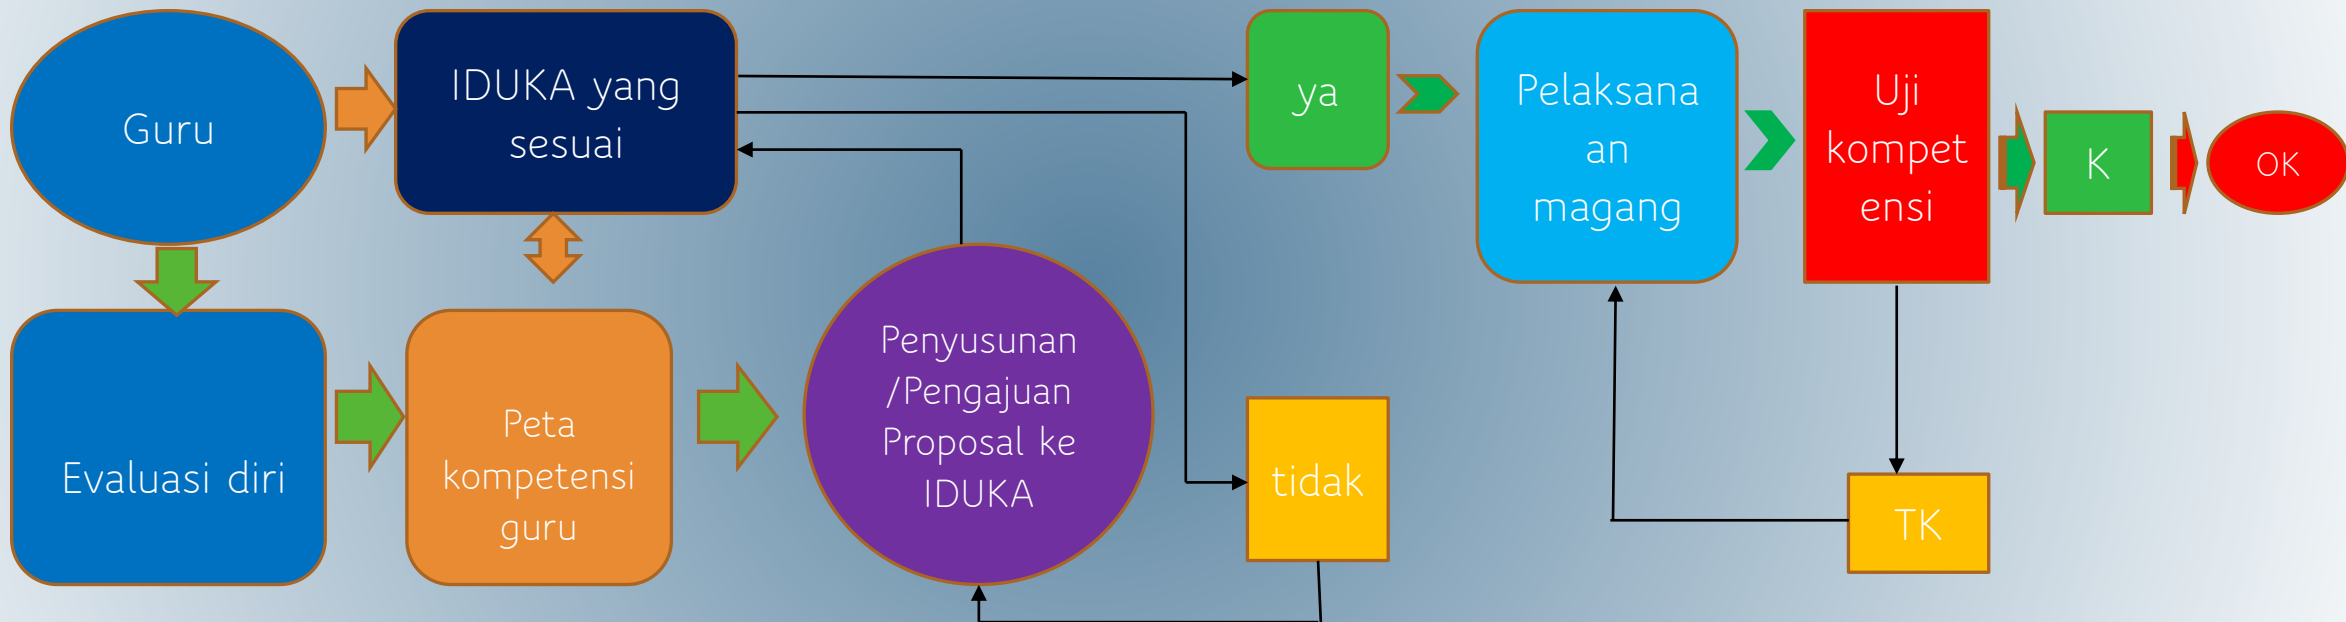 Guru
IDUKA yang
sesuai
ya
Pelaksana
an
magang
Uji
kompet
ensi
K
OK
Evaluasi diri
Peta
kompetensi
guru
Penyusunan
/Pengajuan
Proposal ke
IDUKA
tidak
TK